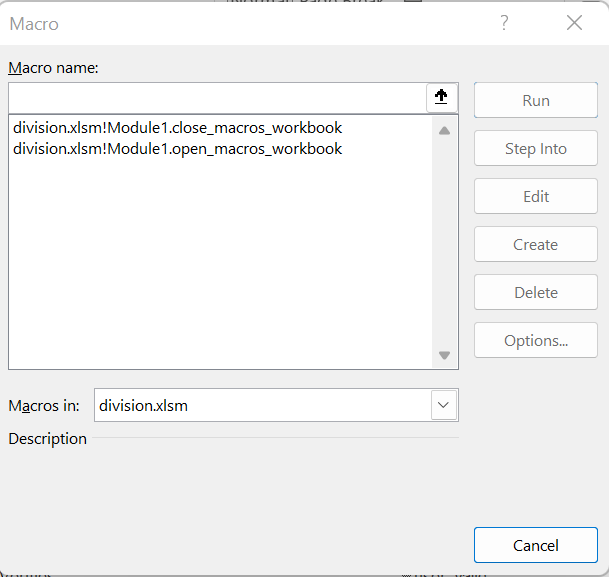 Macro
Macro name:
Run
division.xlsm!Module1.close_macros_workbook
division.xlsm!Module1.open_macros_workbook
Step Into
Edit
Create
Delete
Options...
Macros in:
division.xlsm
Description
Cancel